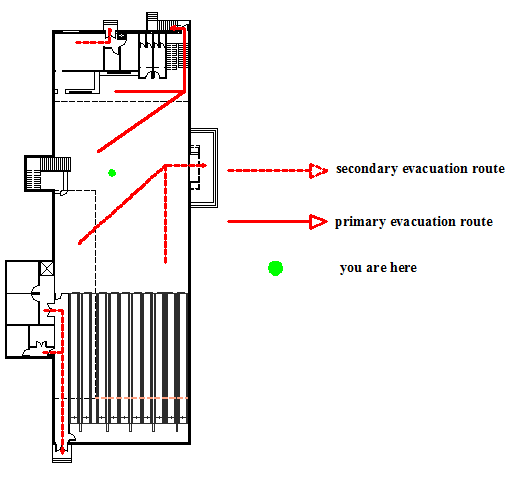 secondary evacuation route
primary evacuation route
you are here